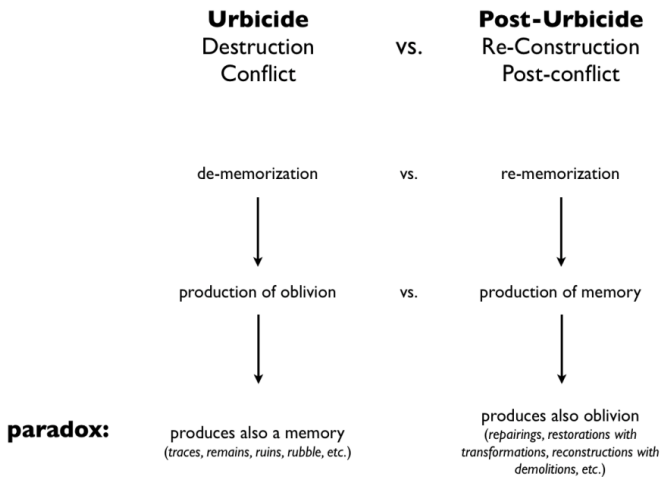 Urbicide
Destruction
Conflict
vs.
Post-Urbicide
Re-Construction
Post-conflict
de-memorization
vs.
re-memorization
production of oblivion
vs.
production of memory
paradox:
produces also a memory
(traces, remains, ruins, rubble, etc.)
produces also oblivion
(repairings, restorations with
transformations, reconstructions with
demolitions, etc.)